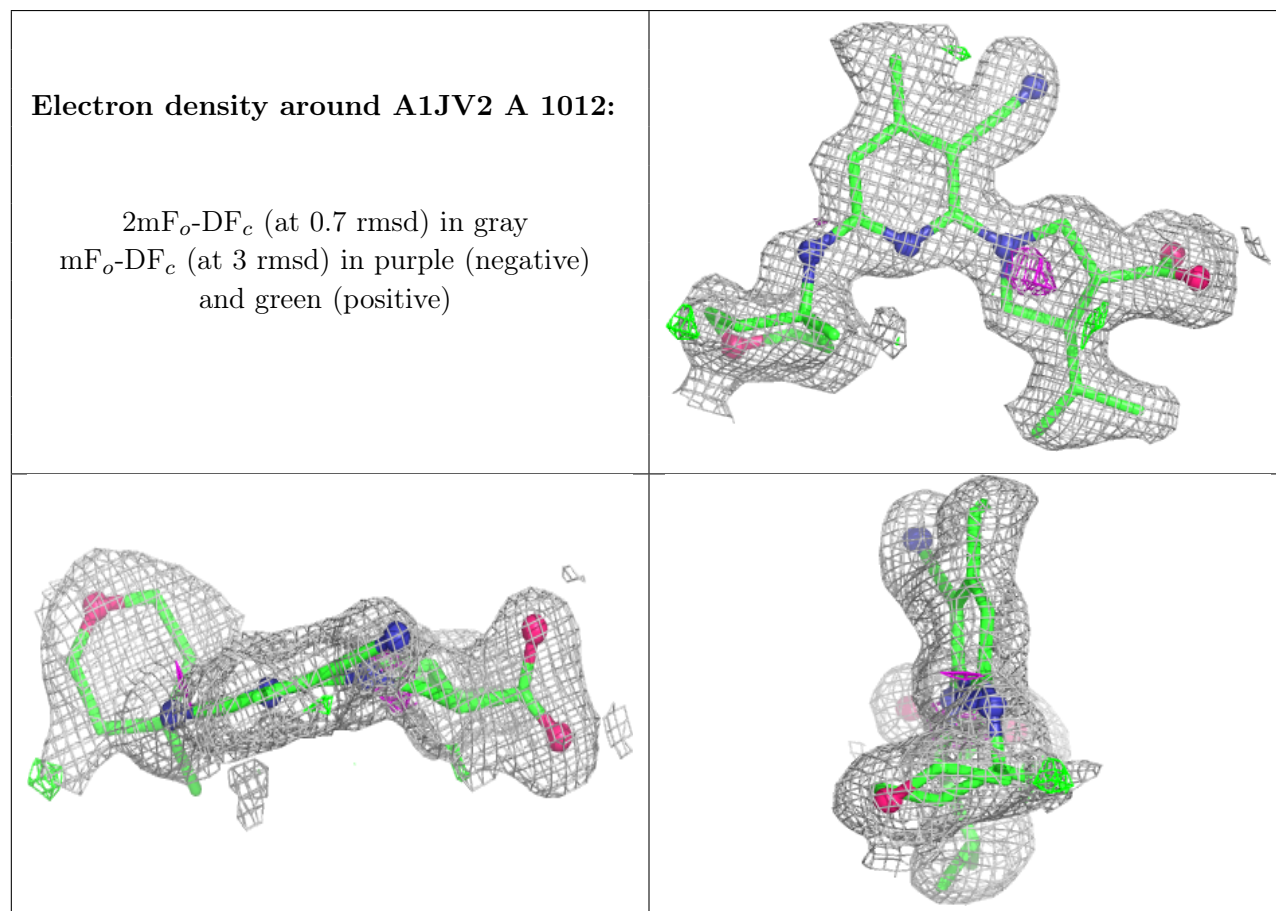 Electron density around A1JV2 A 1012:
2mFo-DFc (at 0.7 rmsd) in gray
mFo-DFc (at 3 rmsd) in purple (negative)
and green (positive)